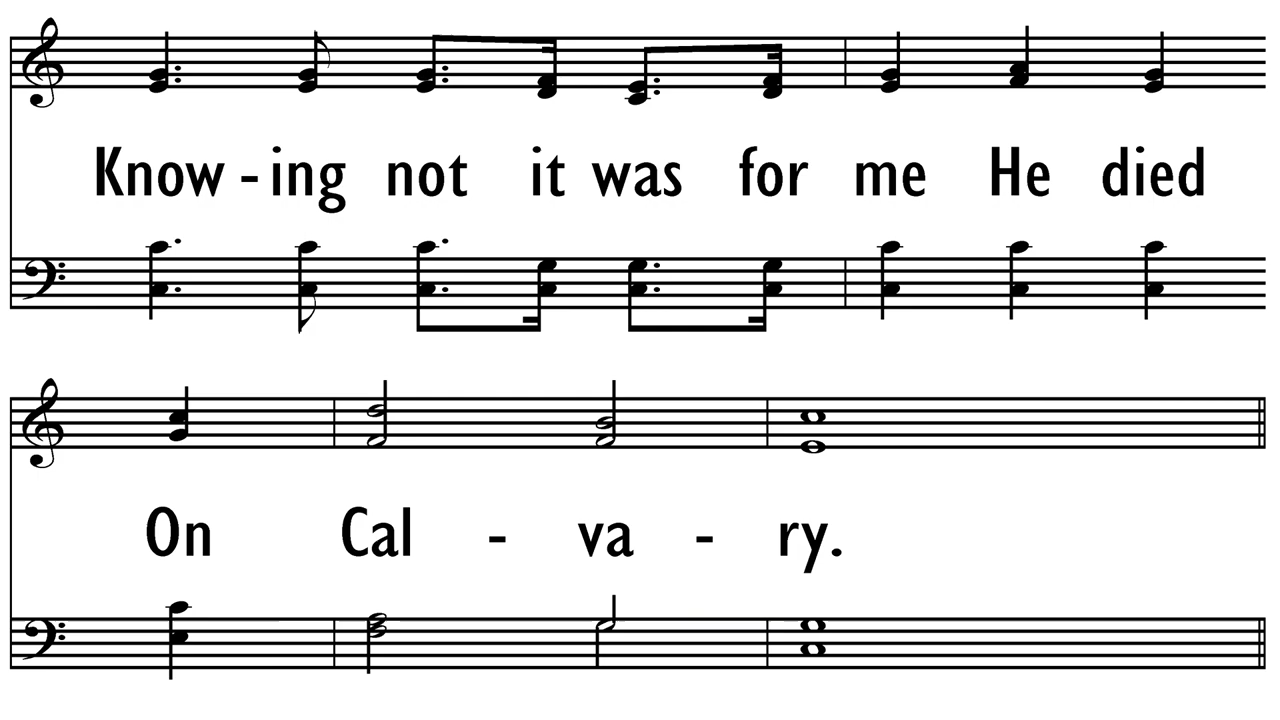 Know - ing not it was for me He died
On Cal - va - ry.